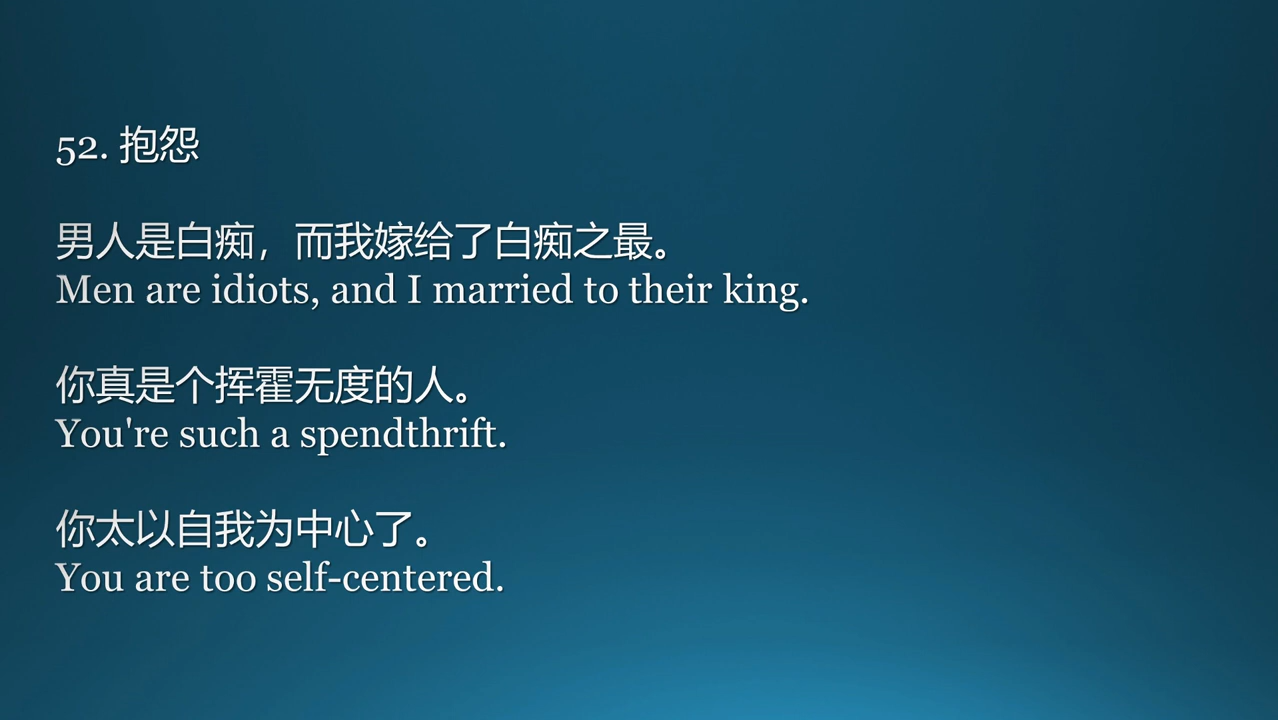 52. 抱怨
男人是白痴，而我嫁给了白痴之最。
Men are idiots, and I married to their king.
你真是个挥霍无度的人。
You're such a spendthrift.
你太以自我为中心了。
You are too self-centered.